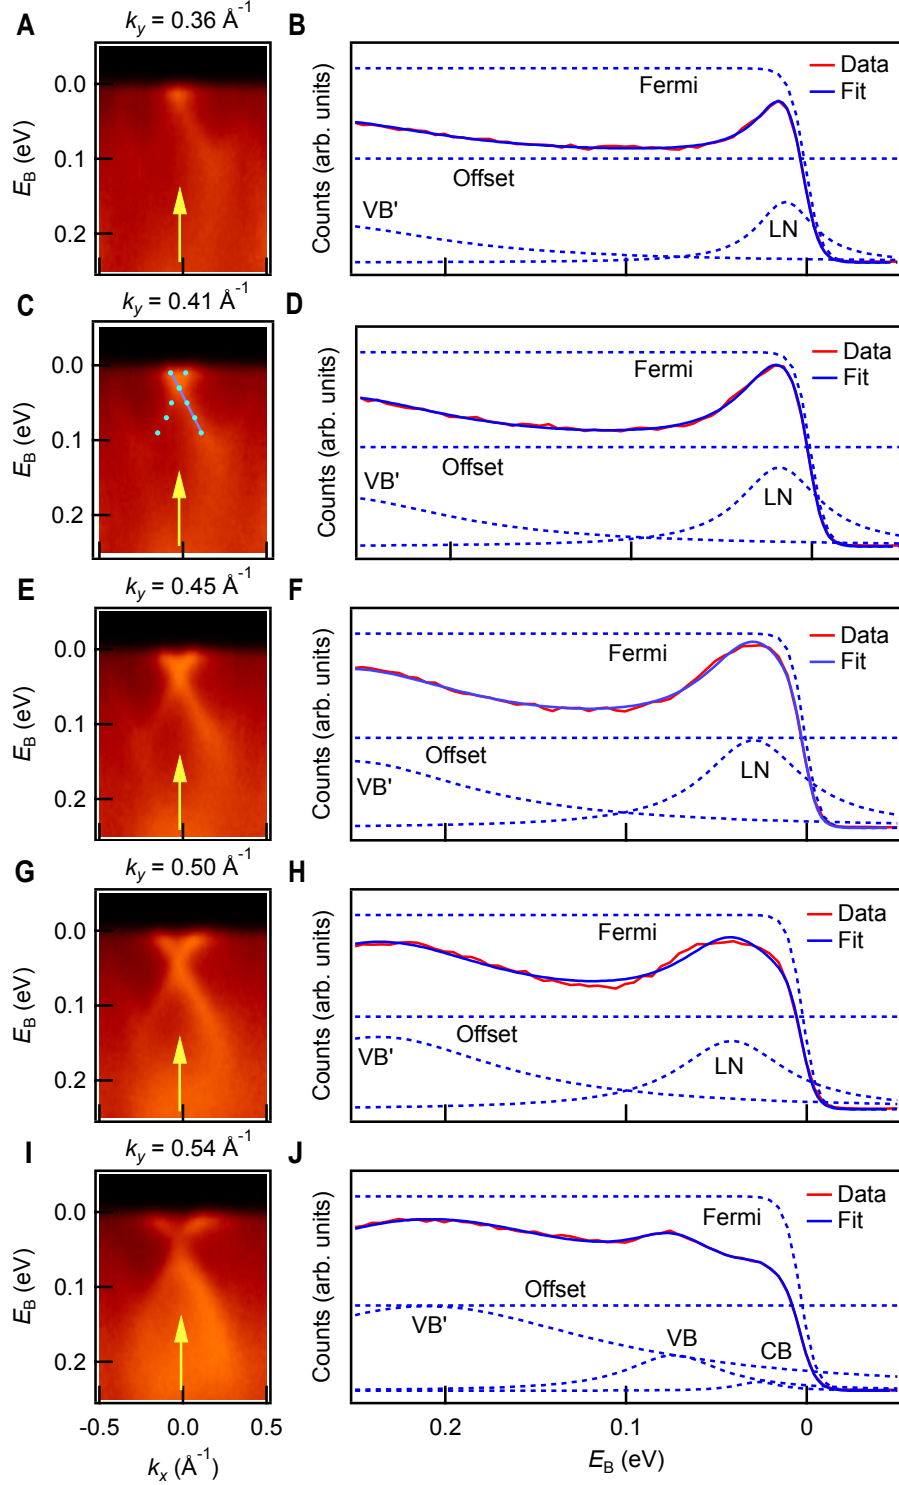 A
k_y = 0.36 Å⁻¹
0.0
0.1
0.2
E_B (eV)
B
Counts (arb. units)
Data
Fit
Fermi
Offset
VB'
LN
C
k_y = 0.41 Å⁻¹
0.0
0.1
0.2
E_B (eV)
D
Counts (arb. units)
Data
Fit
Fermi
Offset
VB'
LN
E
k_y = 0.45 Å⁻¹
0.0
0.1
0.2
E_B (eV)
F
Counts (arb. units)
Data
Fit
Fermi
Offset
VB'
LN
G
k_y = 0.50 Å⁻¹
0.0
0.1
0.2
E_B (eV)
H
Counts (arb. units)
Data
Fit
Fermi
Offset
VB'
LN
I
k_y = 0.54 Å⁻¹
0.0
0.1
0.2
E_B (eV)
-0.5 0.0 0.5
k_x (Å⁻¹)
J
Counts (arb. units)
Data
Fit
Fermi
Offset
VB'
VB
CB
0.2 0.1 0
E_B (eV)